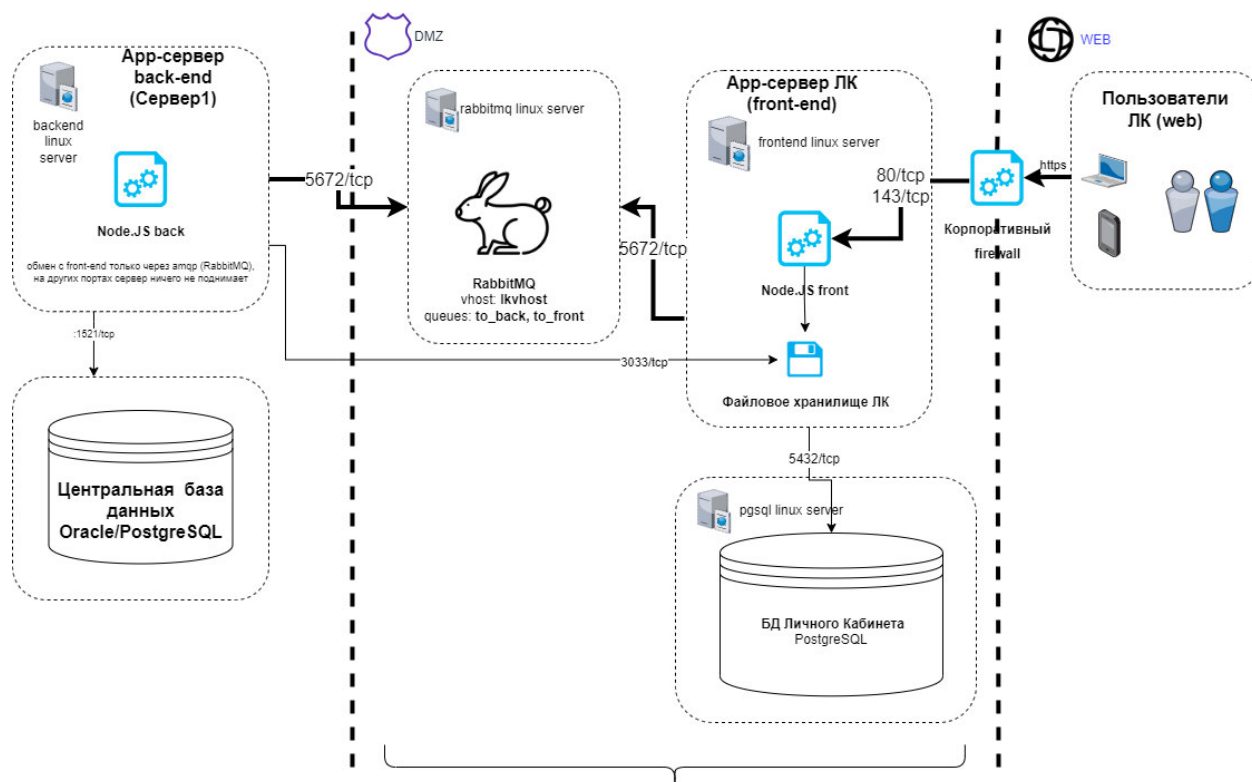 DMZ
WEB
App-сервер
back-end
(Сервер1)
backend
linux
server
Node.JS back
обмен с front-end только через amqp (RabbitMQ),
на других портах сервер ничего не поднимает
:1521/tcp
Центральная база
данных
Oracle/PostgreSQL
5672/tcp
rabbitmq linux server
RabbitMQ
vhost: lkvhost
queues: to_back, to_front
5672/tcp
3033/tcp
App-сервер ЛК
(front-end)
frontend linux server
80/tcp
143/tcp
Node.JS front
Файловое хранилище ЛК
5432/tcp
pgsql linux server
БД Личного Кабинета
PostgreSQL
Корпоративный
firewall
https
Пользователи
ЛК (web)